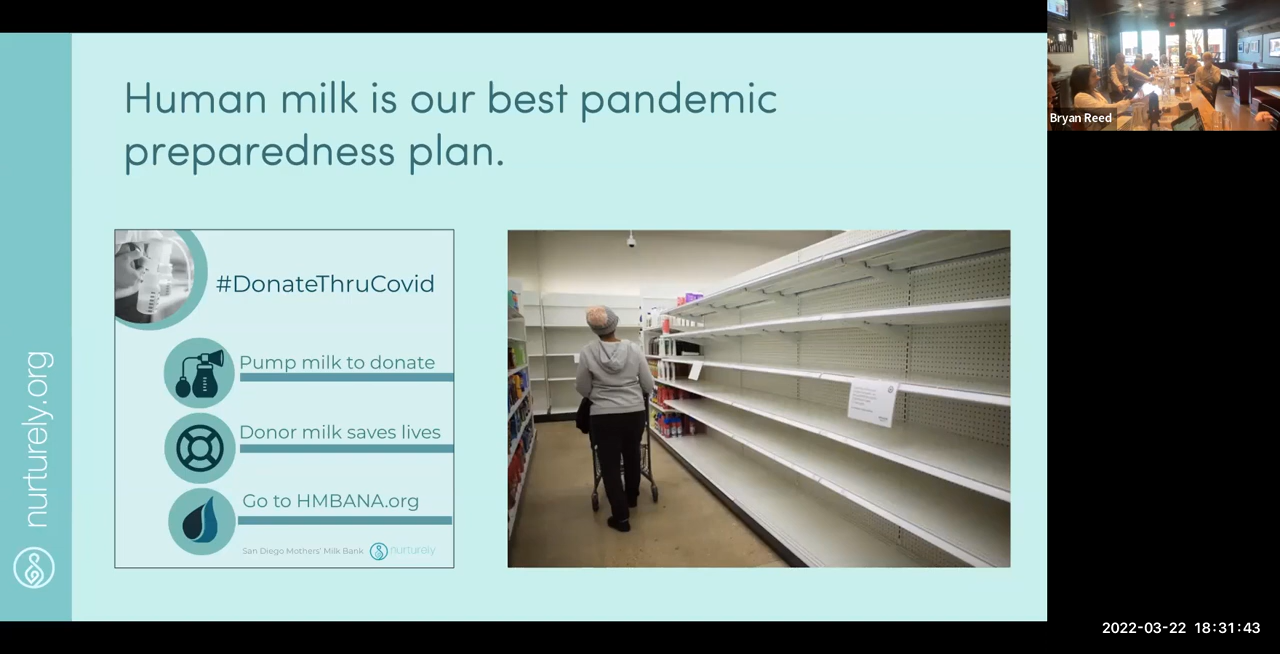 Human milk is our best pandemic
preparedness plan.
#DonateThruCovid
Pump milk to donate
Donor milk saves lives
Go to HMBANA.org
San Diego Mothers' Milk Bank
nurturely
nurturely.org
Bryan Reed
2022-03-22 18:31:43